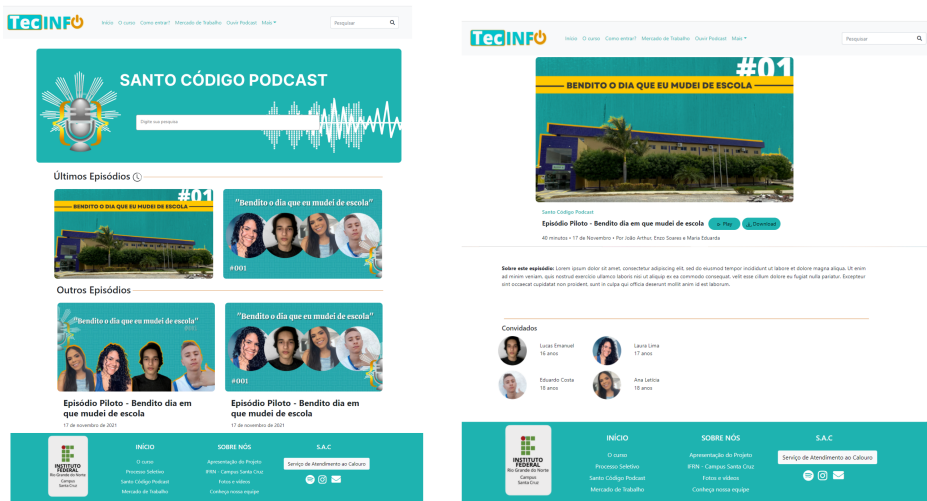 TecINFO
Início O curso Como entrar? Mercado de Trabalho Ouvir Podcast Mais
Pesquisar
SANTO CÓDIGO PODCAST
Digite sua pesquisa
Últimos Episódios
#01
BENDITO O DIA QUE EU MUDEI DE ESCOLA
"Bendito o dia que eu mudei de escola"
#001
Outros Episódios
"Bendito o dia que eu mudei de escola"
#001
"Bendito o dia que eu mudei de escola"
#001
Episódio Piloto - Bendito dia em
que mudei de escola
17 de novembro de 2021
Episódio Piloto - Bendito dia em
que mudei de escola
17 de novembro de 2021
INSTITUTO
FEDERAL
Rio Grande do Norte
Campus
Santa Cruz
INÍCIO
O curso
Processo Seletivo
Santo Código Podcast
Mercado de Trabalho
SOBRE NÓS
Apresentação do Projeto
IFRN - Campus Santa Cruz
Fotos e vídeos
Conheça nossa equipe
S.A.C
Serviço de Atendimento ao Calouro
TecINFO
Início O curso Como entrar? Mercado de Trabalho Ouvir Podcast Mais
Pesquisar
#01
BENDITO O DIA QUE EU MUDEI DE ESCOLA
Santo Código Podcast
Episódio Piloto - Bendito dia em que mudei de escola
Play
Download
40 minutos • 17 de Novembro • Por João Arthur, Enzo Soares e Maria Eduarda
Sobre este espisódio: Lorem ipsum dolor sit amet, consectetur adipiscing elit, sed do eiusmod tempor incididunt ut labore et dolore magna aliqua. Ut enim
ad minim veniam, quis nostrud exercicio ullamco laboris nisi ut aliquip ex ea commodo consequat. velit esse cillum dolore eu fugiat nulla pariatur. Excepteur
sint occaecat cupidatat non proident, sunt in culpa qui officia deserunt mollit anim id est laborum.
Convidados
Lucas Emanuel
16 anos
Laura Lima
17 anos
Eduardo Costa
18 anos
Ana Letícia
18 anos
INSTITUTO
FEDERAL
Rio Grande do Norte
Campus
Santa Cruz
INÍCIO
O curso
Processo Seletivo
Santo Código Podcast
Mercado de Trabalho
SOBRE NÓS
Apresentação do Projeto
IFRN - Campus Santa Cruz
Fotos e vídeos
Conheça nossa equipe
S.A.C
Serviço de Atendimento ao Calouro